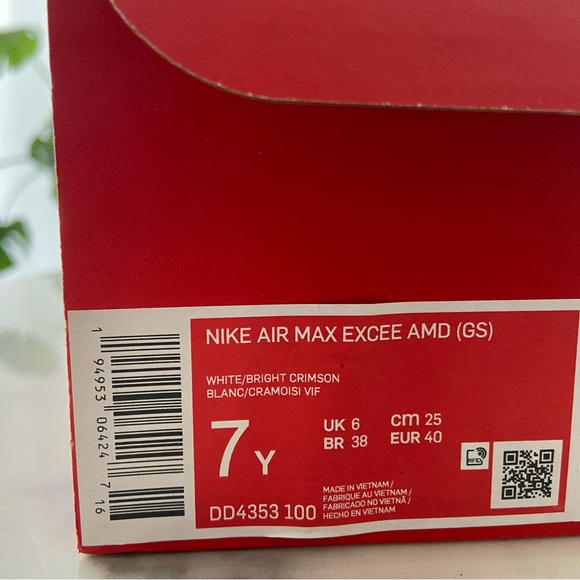 NIKE AIR MAX EXCEE AMD (GS)
WHITE/BRIGHT CRIMSON
BLANC/CRAMOISI VIF
7Y
UK 6 cm 25
BR 38 EUR 40
RFID
MADE IN VIETNAM /
FABRIQUE AU VIETNAM /
FABRICADO NO VIETNÃ /
HECHO EN VIETNAM
DD4353 100
1 94953 06424 7 16